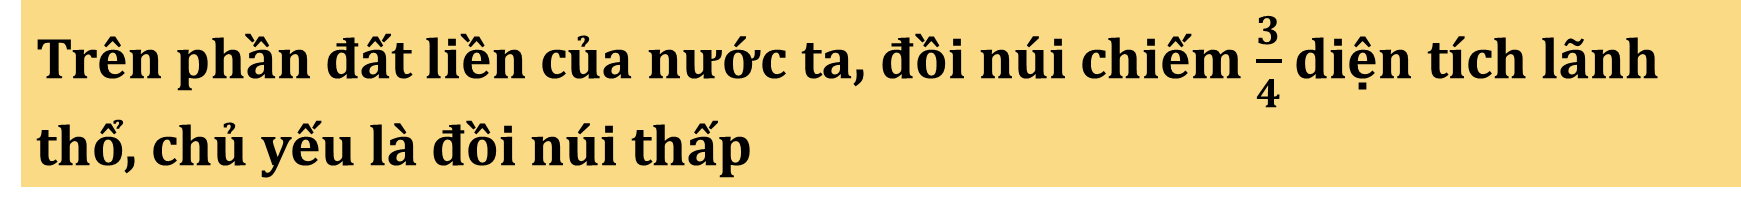 Trên phần đất liền của nước ta, đồi núi chiếm 3/4 diện tích lãnh
thổ, chủ yếu là đồi núi thấp